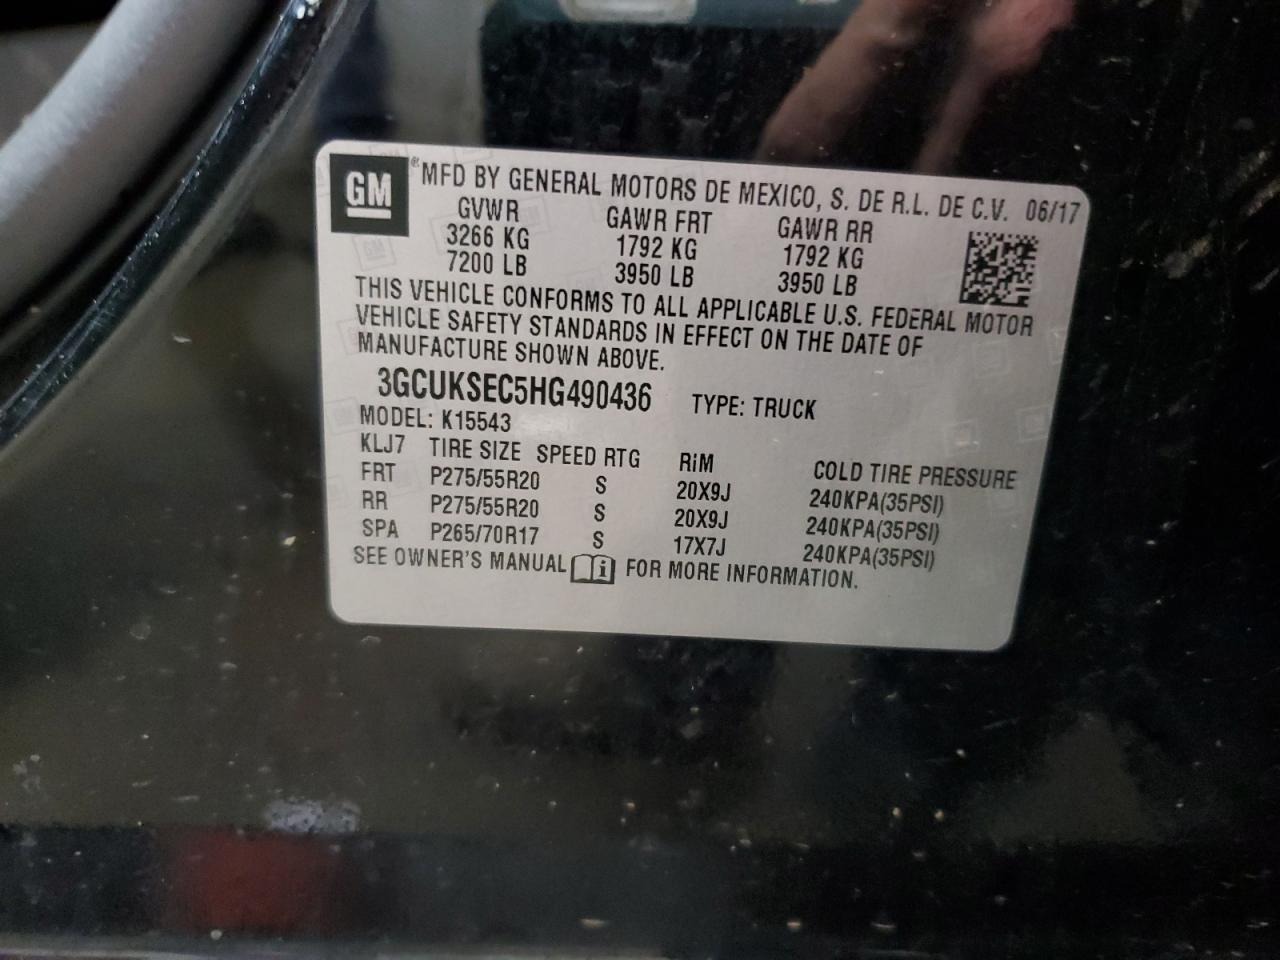 GM ® MFD BY GENERAL MOTORS DE MEXICO, S. DE R.L. DE C.V. 06/17
GVWR GAWR FRT GAWR RR
3266 KG 1792 KG 1792 KG
7200 LB 3950 LB 3950 LB
THIS VEHICLE CONFORMS TO ALL APPLICABLE U.S. FEDERAL MOTOR
VEHICLE SAFETY STANDARDS IN EFFECT ON THE DATE OF
MANUFACTURE SHOWN ABOVE.
3GCUKSEC5HG490436 TYPE: TRUCK
MODEL: K15543
KLJ7 TIRE SIZE SPEED RTG RiM COLD TIRE PRESSURE
FRT P275/55R20 S 20X9J 240KPA(35PSI)
RR P275/55R20 S 20X9J 240KPA(35PSI)
SPA P265/70R17 S 17X7J 240KPA(35PSI)
SEE OWNER'S MANUAL i FOR MORE INFORMATION.